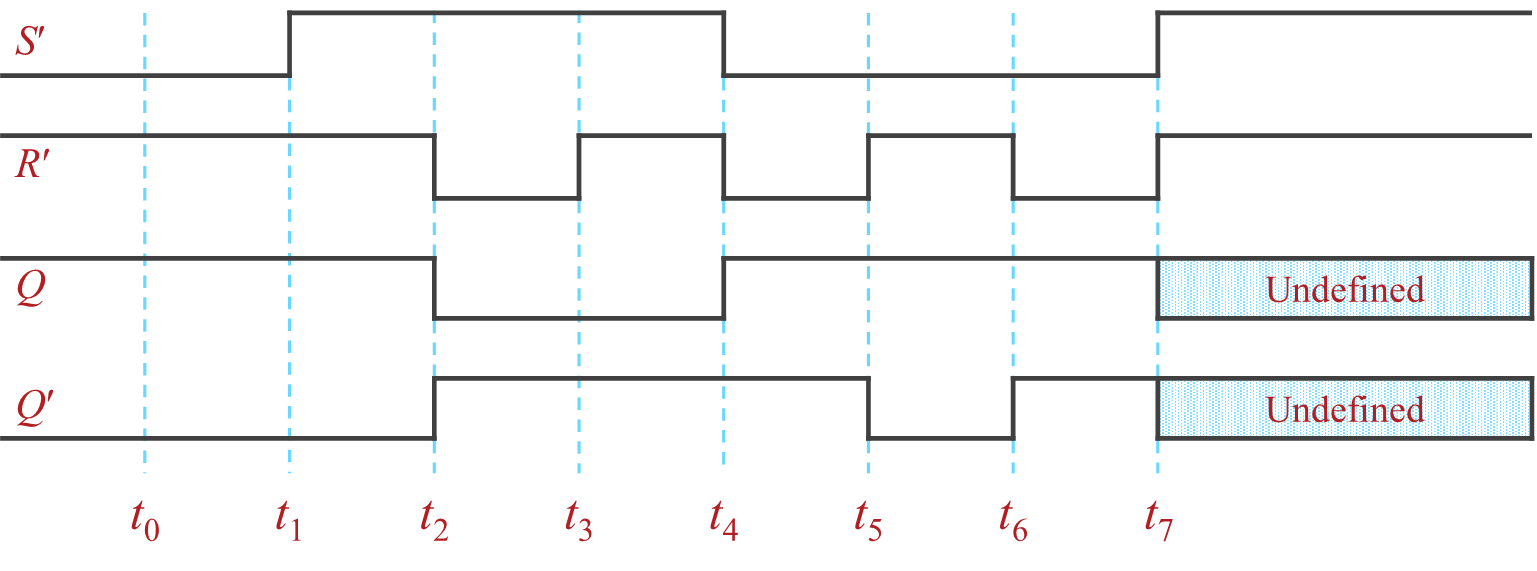 S′
R′
Q Undefined
Q′ Undefined
t₀ t₁ t₂ t₃ t₄ t₅ t₆ t₇